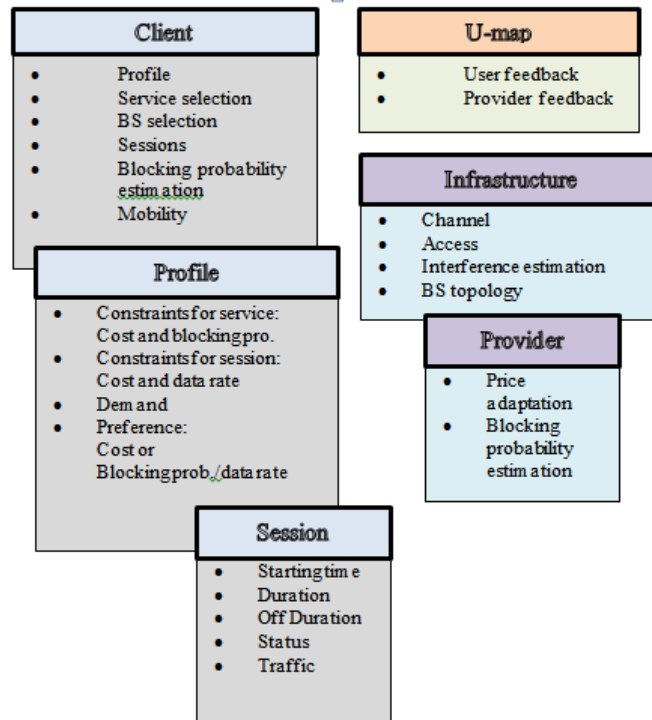 Client
Profile
Service selection
BS selection
Sessions
Blocking probability
estimation
Mobility
Profile
Constraints for service:
Cost and blocking pro.
Constraints for session:
Cost and data rate
Demand
Preference:
Cost or
Blocking prob./data rate
Session
Starting time
Duration
Off Duration
Status
Traffic
U-map
User feedback
Provider feedback
Infrastructure
Channel
Access
Interference estimation
BS topology
Provider
Price
adaptation
Blocking
probability
estimation